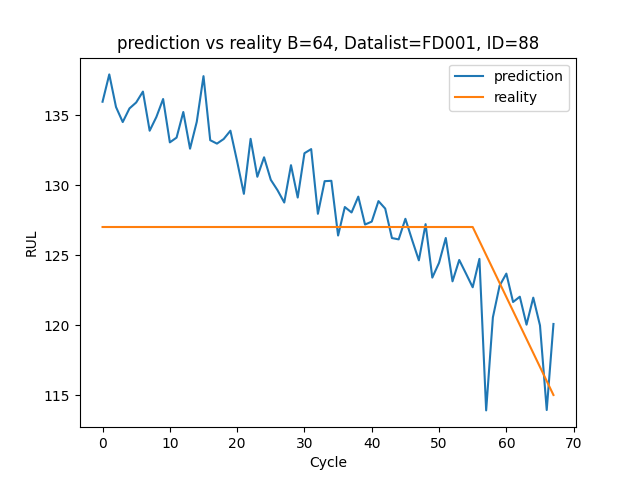 prediction vs reality B=64, Datalist=FD001, ID=88
prediction
reality
RUL
135
130
125
120
115
0 10 20 30 40 50 60 70
Cycle